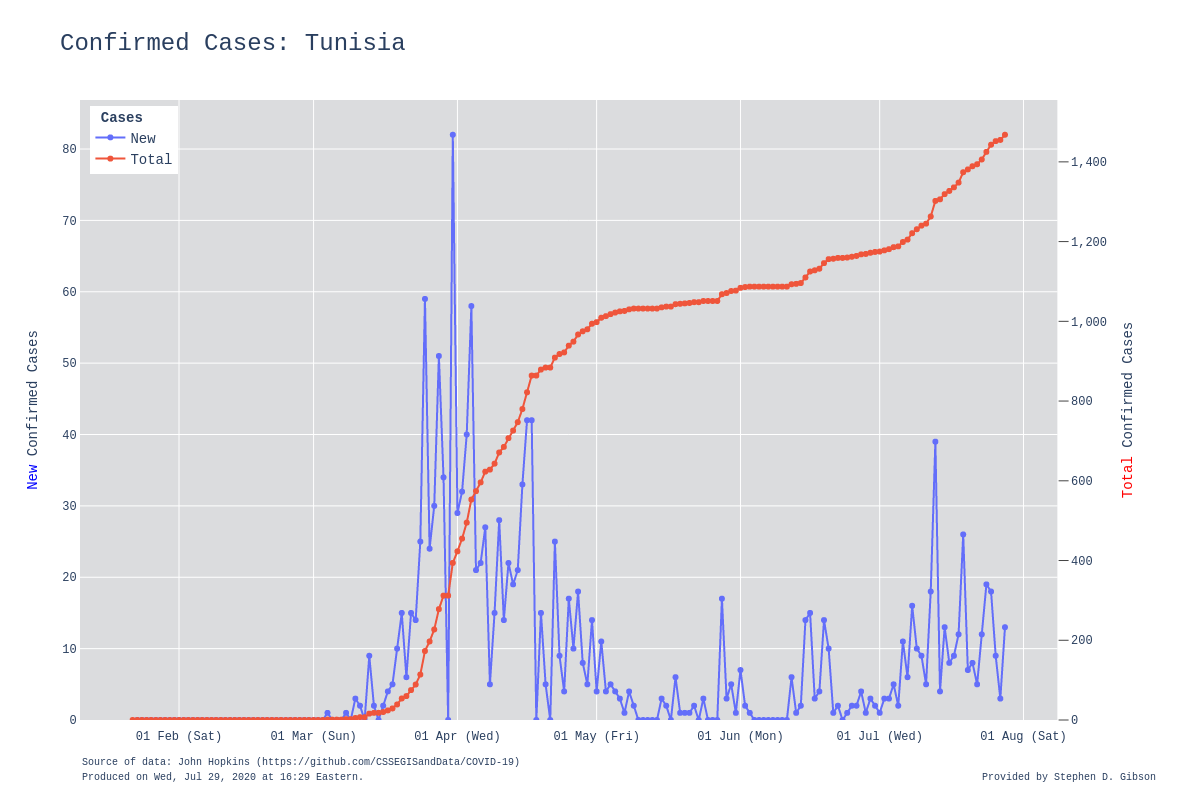 Confirmed Cases: Tunisia
Cases
New
Total
80
70
60
50
40
30
20
10
0
1,400
1,200
1,000
800
600
400
200
0
New Confirmed Cases
Total Confirmed Cases
01 Feb (Sat)
01 Mar (Sun)
01 Apr (Wed)
01 May (Fri)
01 Jun (Mon)
01 Jul (Wed)
01 Aug (Sat)
Source of data: John Hopkins (https://github.com/CSSEGISandData/COVID-19)
Produced on Wed, Jul 29, 2020 at 16:29 Eastern.
Provided by Stephen D. Gibson